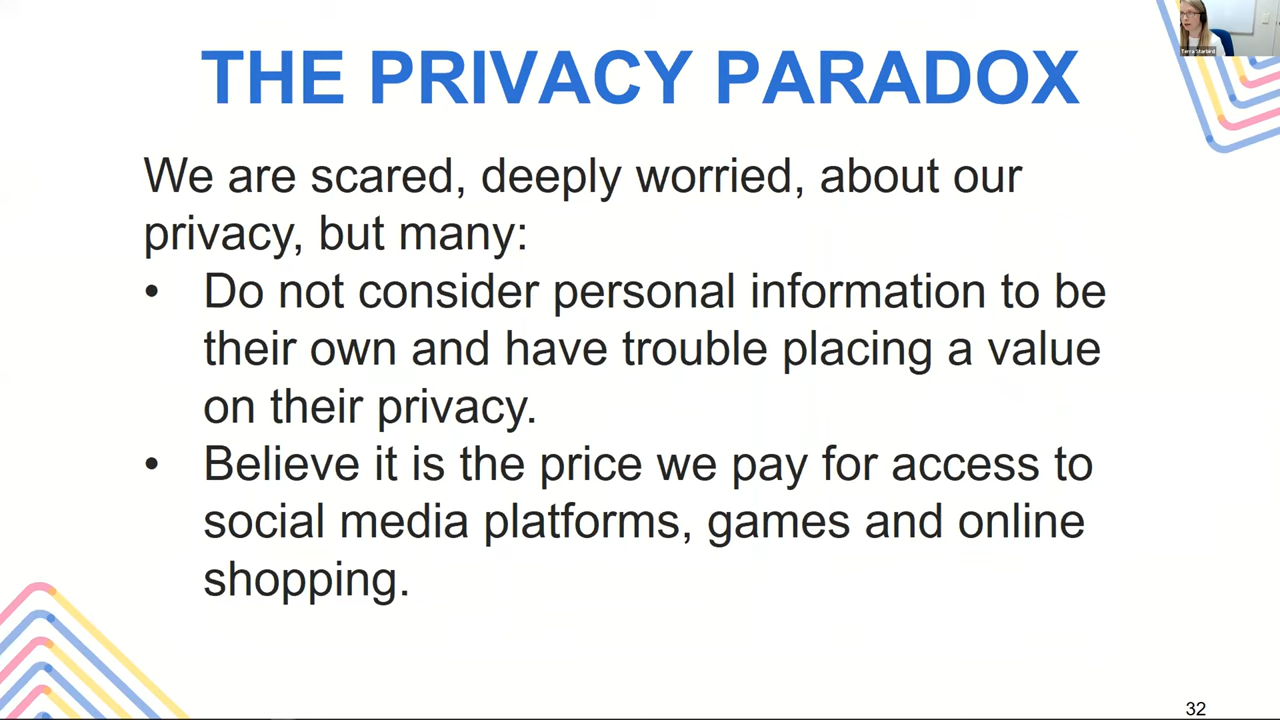 THE PRIVACY PARADOX
Terra Starbird
We are scared, deeply worried, about our
privacy, but many:
• Do not consider personal information to be
their own and have trouble placing a value
on their privacy.
• Believe it is the price we pay for access to
social media platforms, games and online
shopping.
32